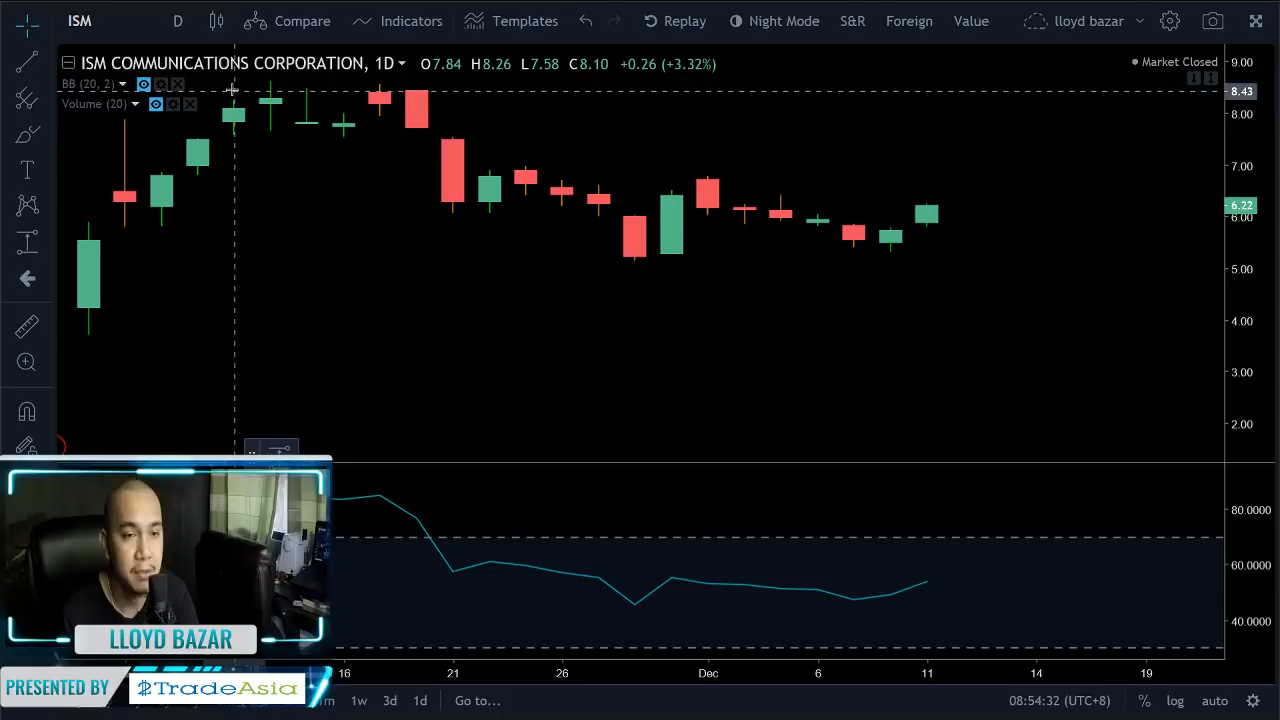 ISM D Compare Indicators Templates Replay Night Mode S&R Foreign Value lloyd bazar
ISM COMMUNICATIONS CORPORATION, 1D O7.84 H8.26 L7.58 C8.10 +0.26 (+3.32%)
Market Closed
BB (20, 2)
Volume (20)
9.00
8.43
8.00
7.00
6.22
6.00
5.00
4.00
3.00
2.00
80.0000
60.0000
40.0000
LLOYD BAZAR
16 21 26 Dec 6 11 14 19
PRESENTED BY $TradeAsia
1w 3d 1d Go to... 08:54:32 (UTC+8) % log auto